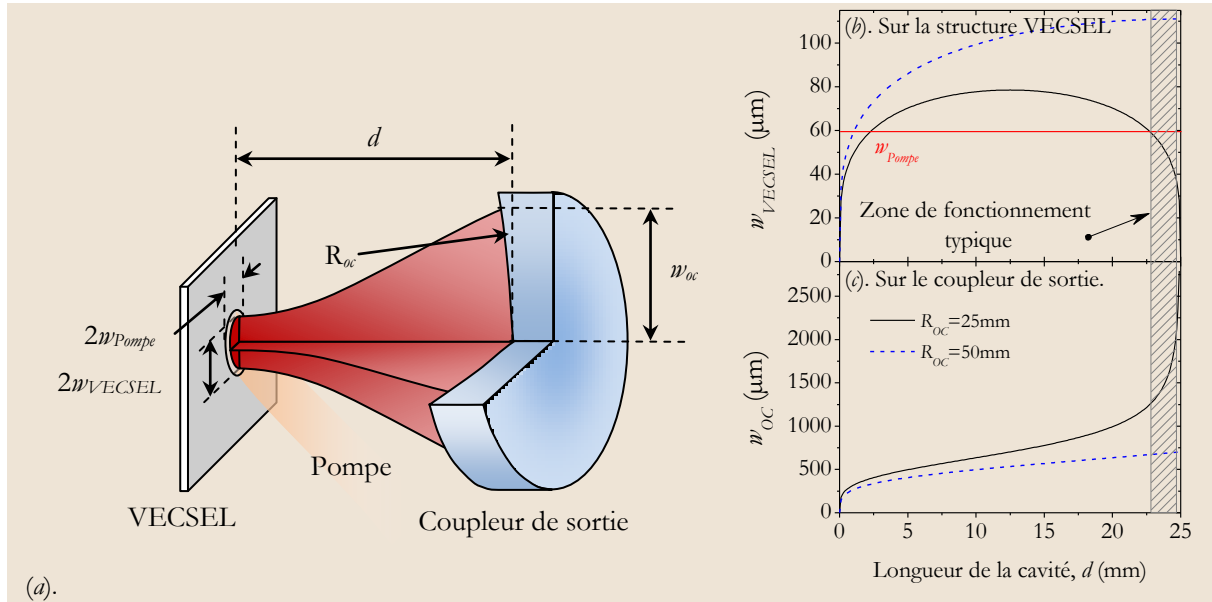 d
R_oc
w_oc
2w_Pompe
2w_VECSEL
Pompe
VECSEL
Coupleur de sortie
(a).
(b). Sur la structure VECSEL
100
80
60
40
20
0
w_VECSEL (µm)
w_Pompe
Zone de fonctionnement
typique
(c). Sur le coupleur de sortie.
2500
2000
1500
1000
500
0
w_OC (µm)
R_OC=25mm
R_OC=50mm
0 5 10 15 20 25
Longueur de la cavité, d (mm)